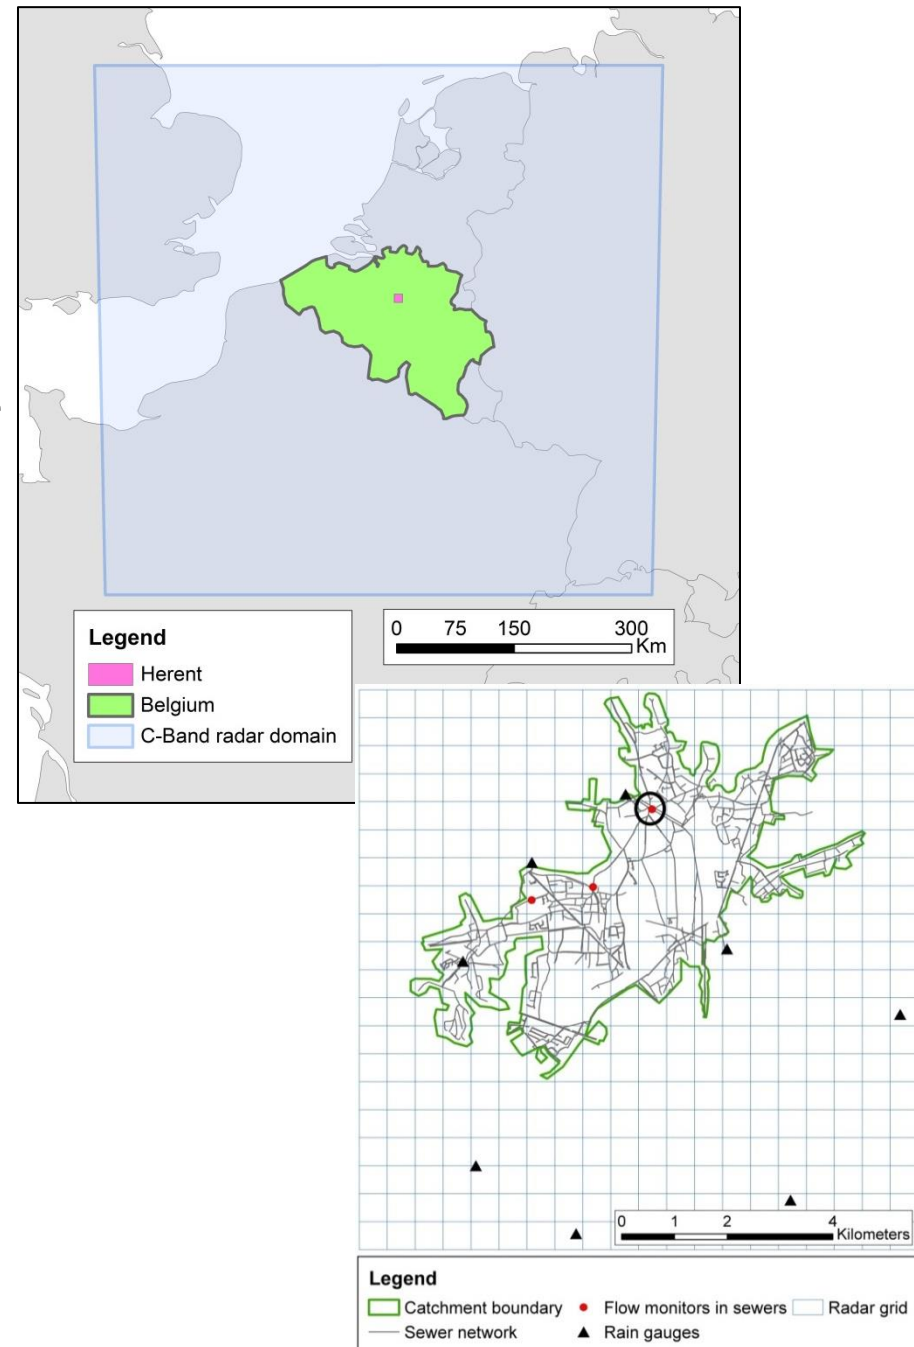 Legend
Herent
Belgium
C-Band radar domain
0 75 150 300
Km
0 1 2 4
Kilometers
Legend
Catchment boundary Flow monitors in sewers Radar grid
Sewer network Rain gauges